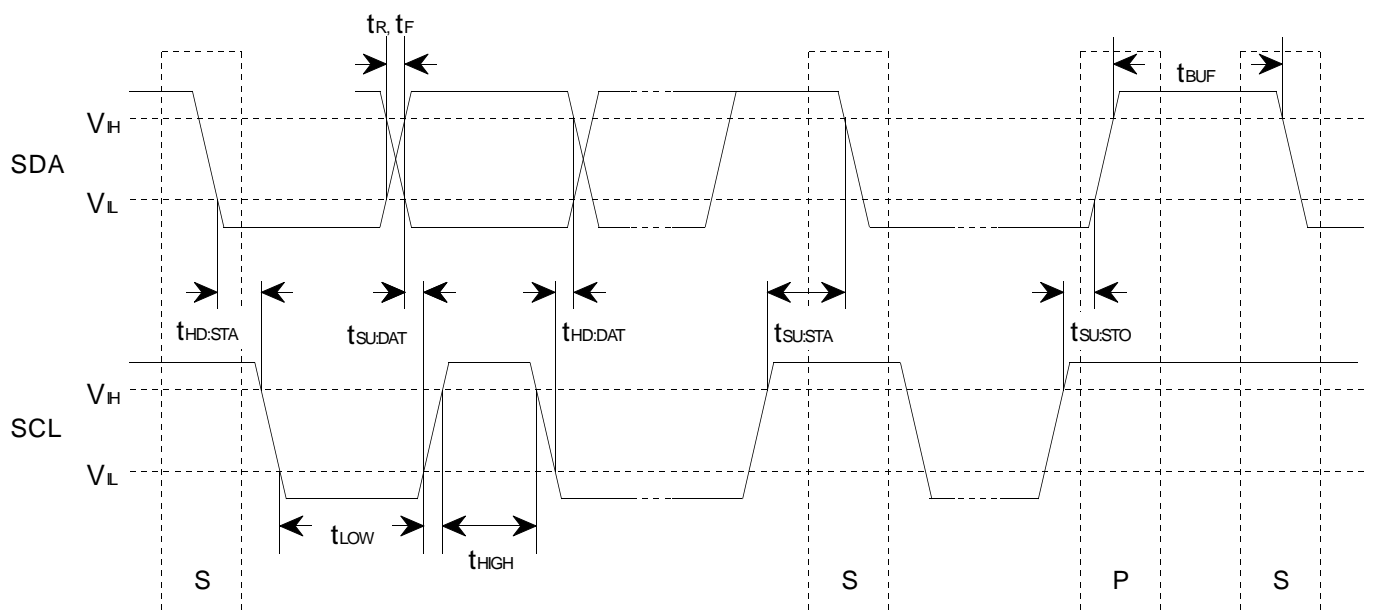 tR, tF
tBUF
VIH
SDA
VIL
tHD:STA
tSU:DAT
tHD:DAT
tSU:STA
tSU:STO
VIH
SCL
VIL
tLOW
tHIGH
S S P S